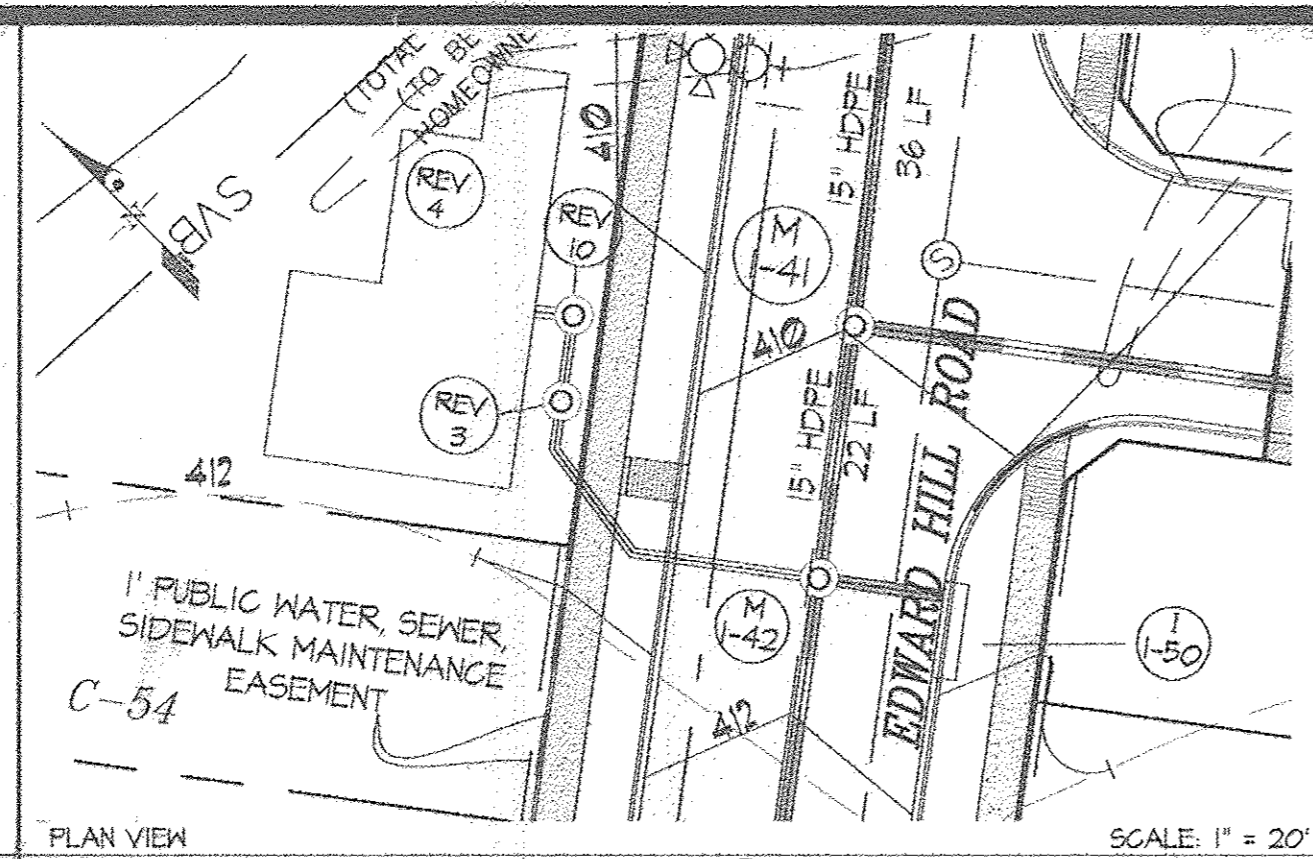 (TOTAL
(TO BE
HOMEOWNE
SVB
REV
4
410
REV
10
M
-41
15" HDPE
36 LF
S
410
REV
3
15" HDPE
22 LF
EDWARD HILL ROAD
412
1' PUBLIC WATER, SEWER,
SIDEWALK MAINTENANCE
EASEMENT
C-54
M
1-42
412
I
1-50
PLAN VIEW
SCALE: 1" = 20'